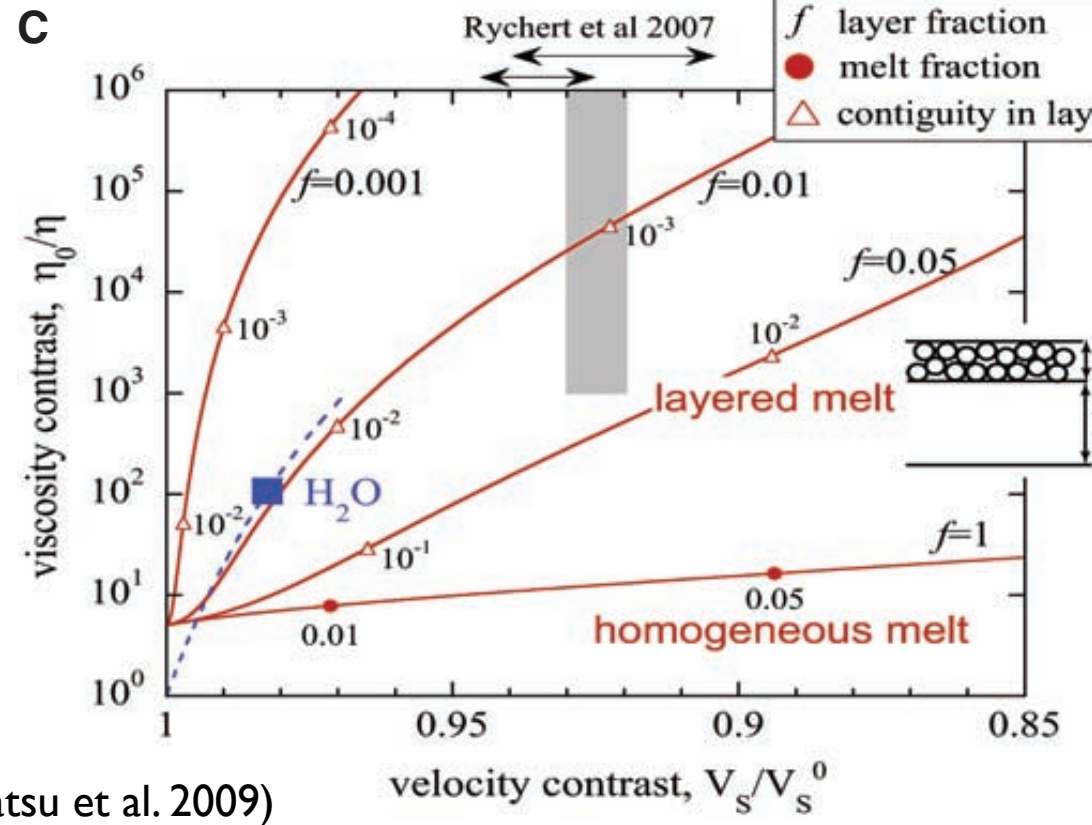 C
Rychert et al 2007
f layer fraction
melt fraction
contiguity in lay
10⁶
10⁵
10⁴
10³
10²
10¹
10⁰
viscosity contrast, η₀/η
10⁻⁴
f=0.001
10⁻³
10⁻²
f=0.01
10⁻³
10⁻²
f=0.05
10⁻²
10⁻¹
layered melt
H₂O
f=1
0.01
0.05
homogeneous melt
1
0.95
0.9
0.85
velocity contrast, V_S/V_S⁰
atsu et al. 2009)